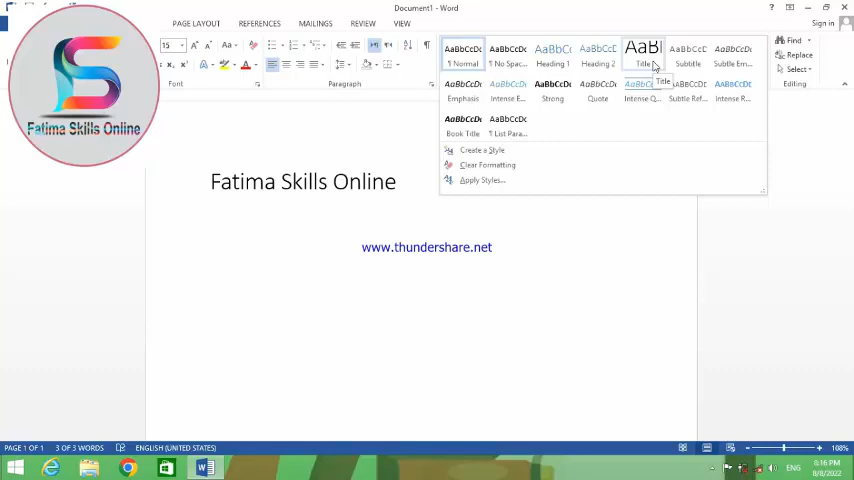 Document1 - Word
?
Sign in
PAGE LAYOUT REFERENCES MAILINGS REVIEW VIEW
15
Aa
Font
Paragraph
AaBbCcDc AaBbCcDc AaBbCc AaBbCcD AaBl AaBbCcD AaBbCcDc
¶ Normal ¶ No Spac... Heading 1 Heading 2 Title Subtitle Subtle Em...
Title
AaBbCcDc AaBbCcDc AaBbCcDc AaBbCcDc AaBbCc AaBbCcDc AaBbCcDc
Emphasis Intense E... Strong Quote Intense Q... Subtle Ref... Intense R...
AaBbCcDc AaBbCcDc
Book Title ¶ List Para...
Create a Style
Clear Formatting
Apply Styles...
Find
Replace
Select
Editing
Fatima Skills Online
Fatima Skills Online
www.thundershare.net
PAGE 1 OF 1 3 OF 3 WORDS ENGLISH (UNITED STATES) 108%
ENG
6:16 PM
8/8/2022